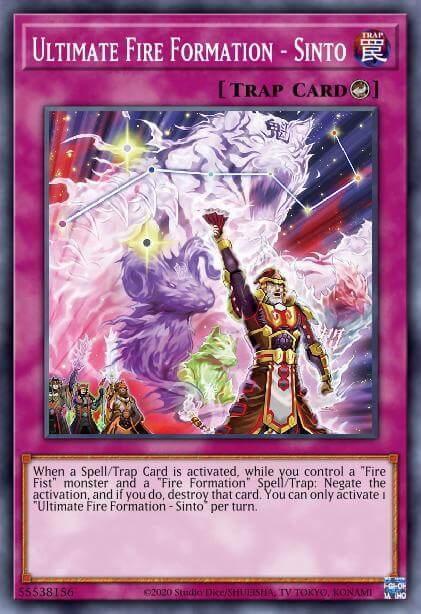 ULTIMATE FIRE FORMATION - SINTO
TRAP
罠
[TRAP CARD]
When a Spell/Trap Card is activated, while you control a "Fire
Fist" monster and a "Fire Formation" Spell/Trap: Negate the
activation, and if you do, destroy that card. You can only activate 1
"Ultimate Fire Formation - Sinto" per turn.
55538156
©2020 Studio Dice/SHUEISHA, TV TOKYO, KONAMI